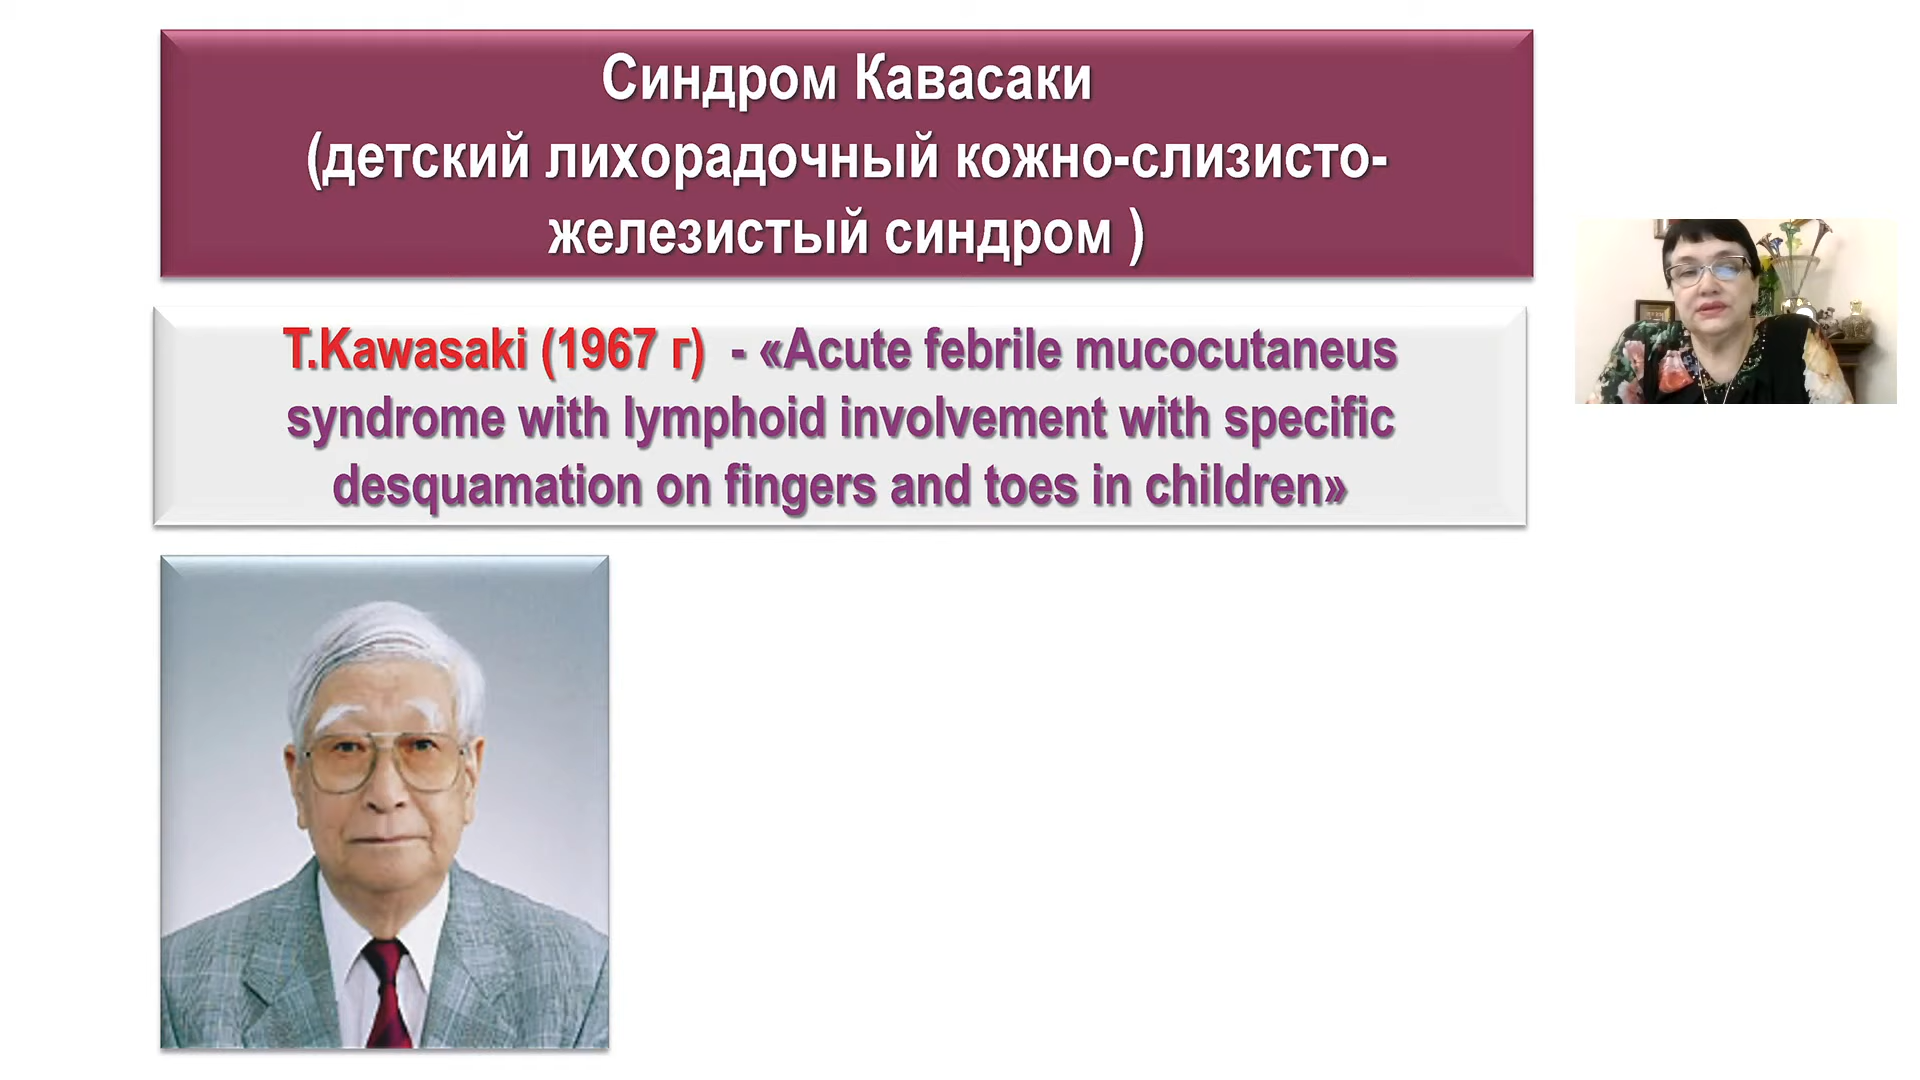 Синдром Кавасаки
(детский лихорадочный кожно-слизисто-
железистый синдром )
T.Kawasaki (1967 г)  - «Acute febrile mucocutaneus
syndrome with lymphoid involvement with specific
desquamation on fingers and toes in children»